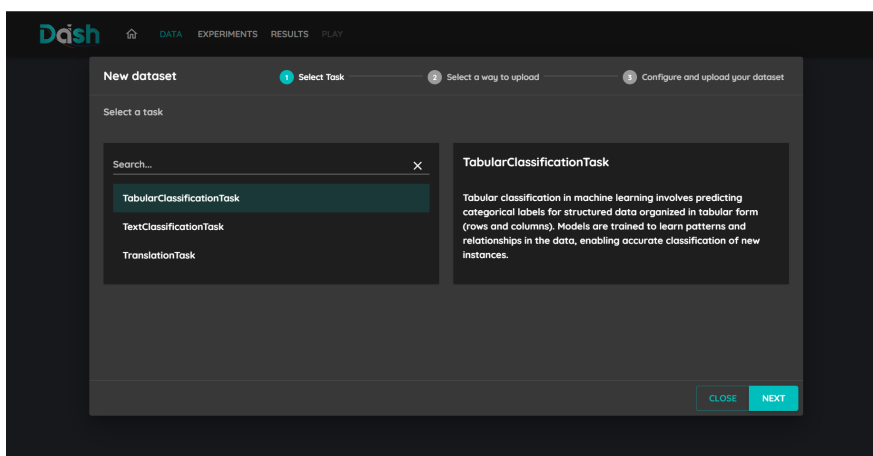 Dash DATA EXPERIMENTS RESULTS PLAY
New dataset 1 Select Task 2 Select a way to upload 3 Configure and upload your dataset
Select a task
Search...
TabularClassificationTask
TextClassificationTask
TranslationTask
TabularClassificationTask
Tabular classification in machine learning involves predicting
categorical labels for structured data organized in tabular form
(rows and columns). Models are trained to learn patterns and
relationships in the data, enabling accurate classification of new
instances.
CLOSE NEXT